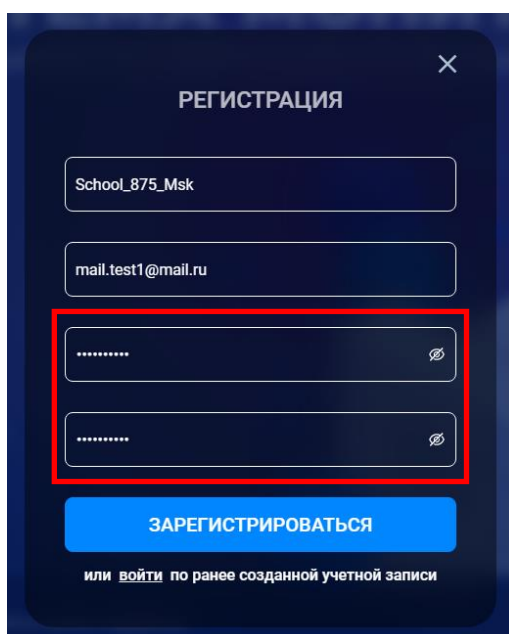 РЕГИСТРАЦИЯ
School_875_Msk
mail.test1@mail.ru
••••••••••
••••••••••
ЗАРЕГИСТРИРОВАТЬСЯ
или войти по ранее созданной учетной записи